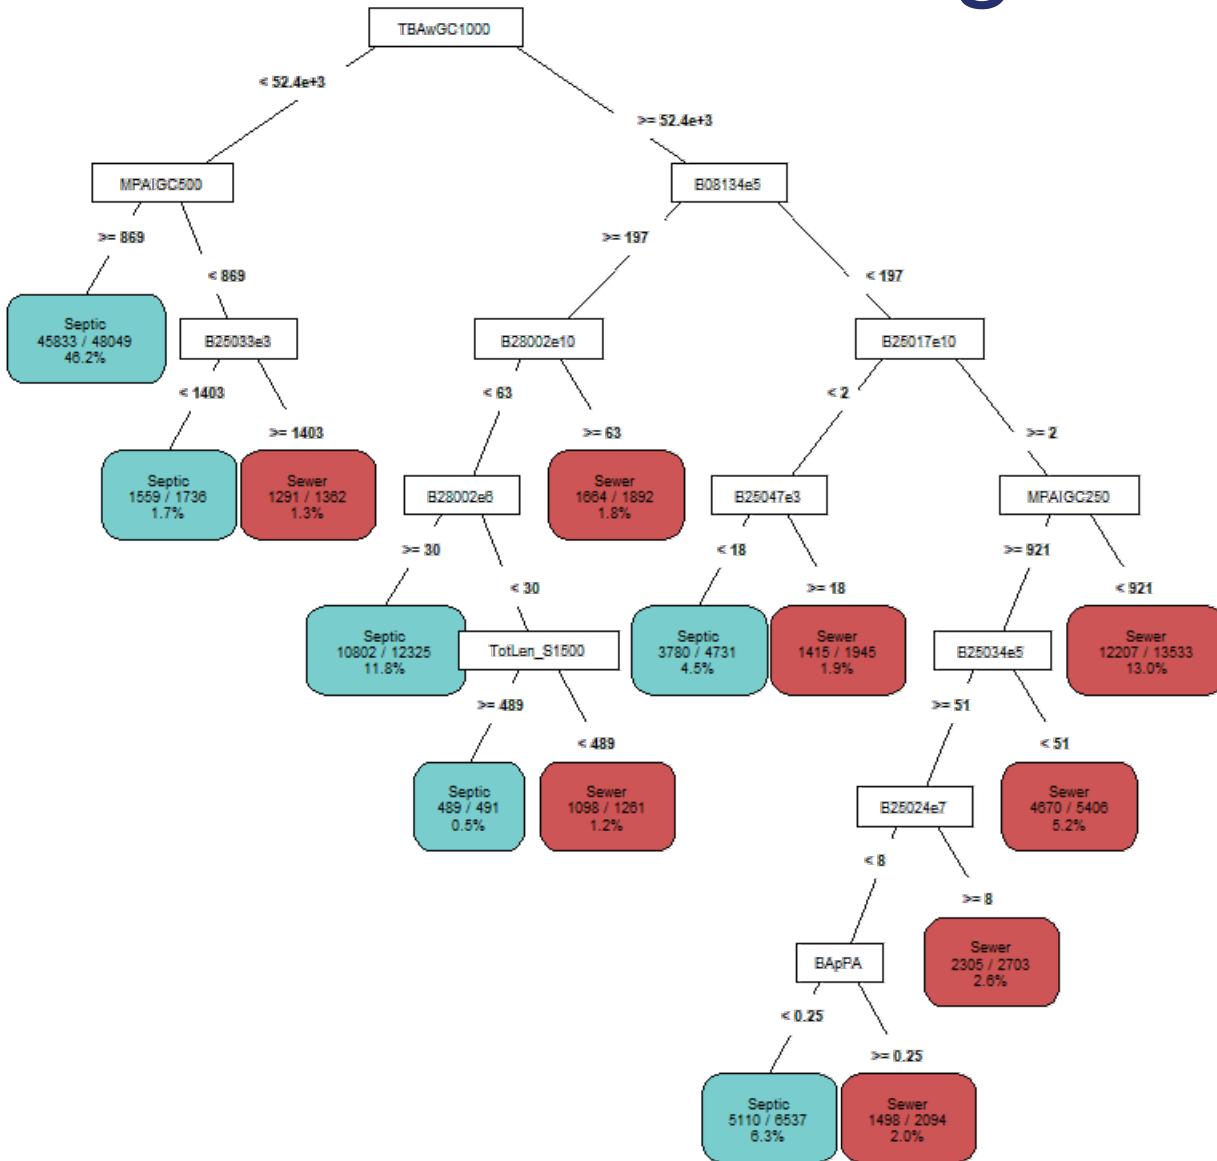 TBAwGC1000
< 52.4e+3
>= 52.4e+3
MPAIGC500
B08134e5
>= 869
< 869
>= 197
< 197
Septic
45833 / 48049
46.2%
B25033e3
B28002e10
B25017e10
< 1403
>= 1403
< 63
>= 63
< 2
>= 2
Septic
1559 / 1736
1.7%
Sewer
1291 / 1362
1.3%
B28002e6
Sewer
1664 / 1892
1.8%
B25047e3
MPAIGC250
>= 30
< 30
< 18
>= 18
>= 921
< 921
Septic
10802 / 12325
11.8%
TotLen_S1500
Septic
3780 / 4731
4.5%
Sewer
1415 / 1945
1.9%
B25034e5
Sewer
12207 / 13533
13.0%
>= 489
< 489
>= 51
< 51
Septic
489 / 491
0.5%
Sewer
1098 / 1261
1.2%
B25024e7
Sewer
4670 / 5406
5.2%
< 8
>= 8
BApPA
Sewer
2305 / 2703
2.6%
< 0.25
>= 0.25
Septic
5110 / 6537
6.3%
Sewer
1498 / 2094
2.0%